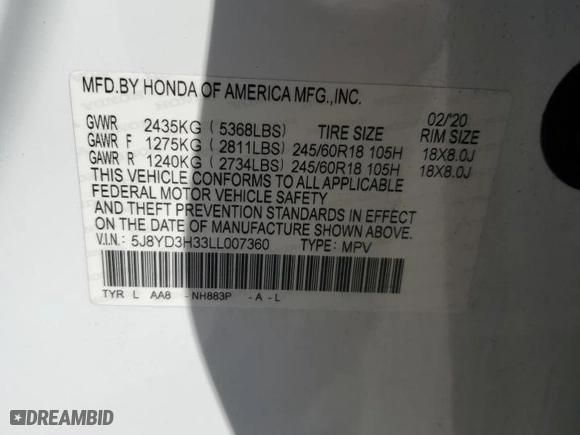 MFD.BY HONDA OF AMERICA MFG.,INC.
02/'20
GVWR 2435KG ( 5368LBS) TIRE SIZE RIM SIZE
GAWR F 1275KG ( 2811LBS) 245/60R18 105H 18X8.0J
GAWR R 1240KG ( 2734LBS) 245/60R18 105H 18X8.0J
THIS VEHICLE CONFORMS TO ALL APPLICABLE
FEDERAL MOTOR VEHICLE SAFETY
AND THEFT PREVENTION STANDARDS IN EFFECT
ON THE DATE OF MANUFACTURE SHOWN ABOVE.
V.I.N.: 5J8YD3H33LL007360 TYPE: MPV
TYR L AA8 - NH883P - A - L
DREAMBID